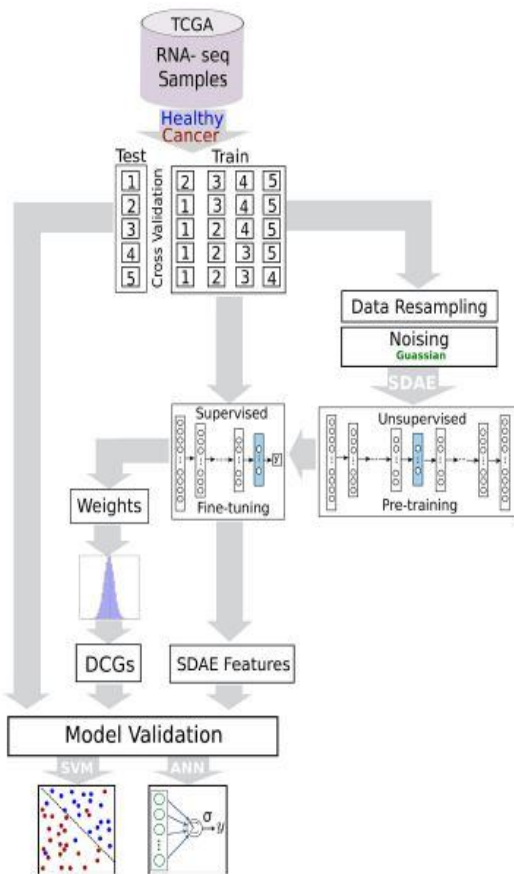 TCGA
RNA- seq
Samples
Healthy
Cancer
Test Train
Cross Validation
1 2 3 4 5
2 1 3 4 5
3 1 2 4 5
4 1 2 3 5
5 1 2 3 4
Data Resampling
Noising
Guassian
SDAE
Supervised
y
Fine-tuning
Unsupervised
Pre-training
Weights
DCGs
SDAE Features
Model Validation
SVM ANN
σ
y